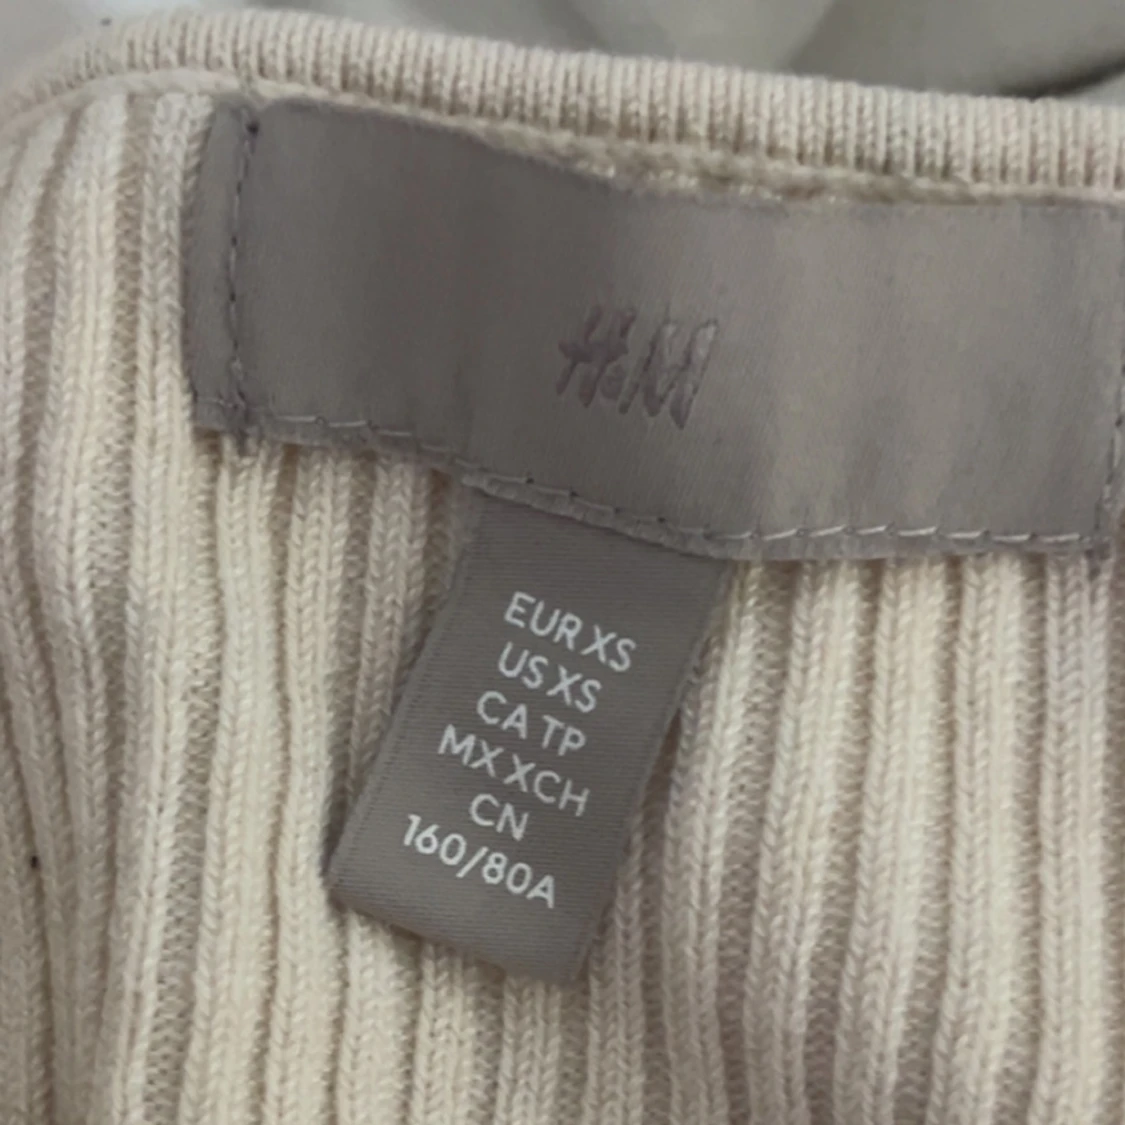 H&M
EUR XS
US XS
CA TP
MX XCH
CN
160/80A